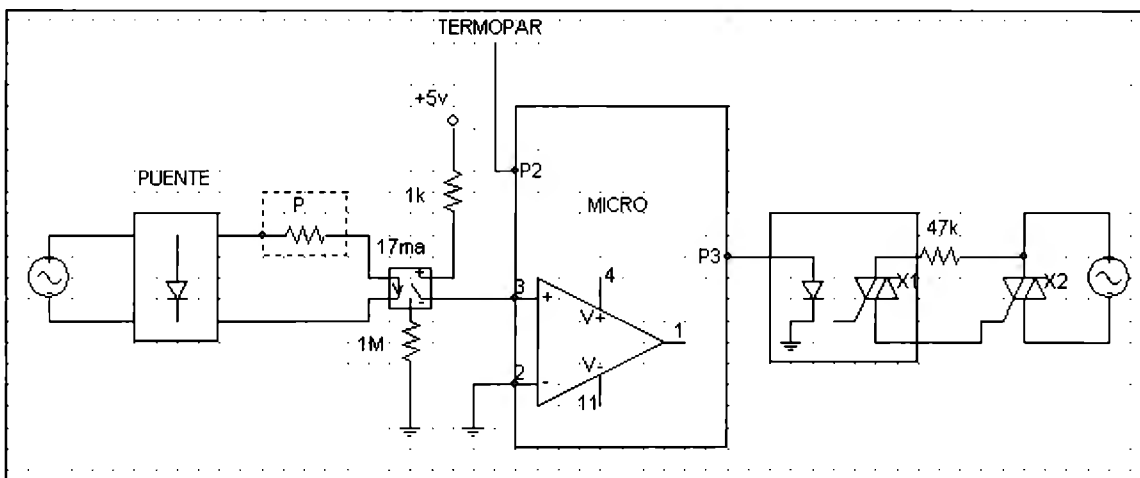 TERMOPAR
+5v
PUENTE
P
17ma
1k
1M
P2
MICRO
3
+
4
V+
1
V-
2
-
11
P3
47k
X1
X2